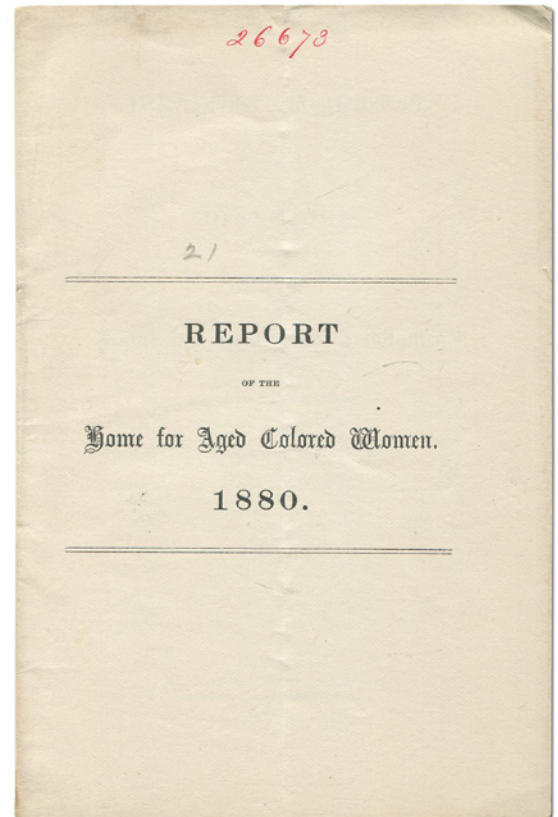 26673
21
REPORT
OF THE
Home for Aged Colored Women.
1880.